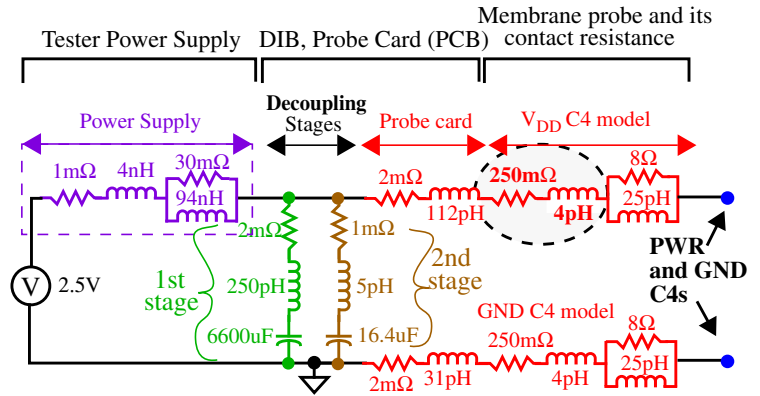 Tester Power Supply
DIB, Probe Card (PCB)
Membrane probe and its
contact resistance
Power Supply
Decoupling
Stages
Probe card
VDD C4 model
1mΩ
4nH
30mΩ
94nH
2mΩ
112pH
250mΩ
4pH
8Ω
25pH
2mΩ
1mΩ
1st
stage
250pH
5pH
2nd
stage
6600uF
16.4uF
V
2.5V
PWR
and GND
C4s
GND C4 model
2mΩ
31pH
250mΩ
4pH
8Ω
25pH